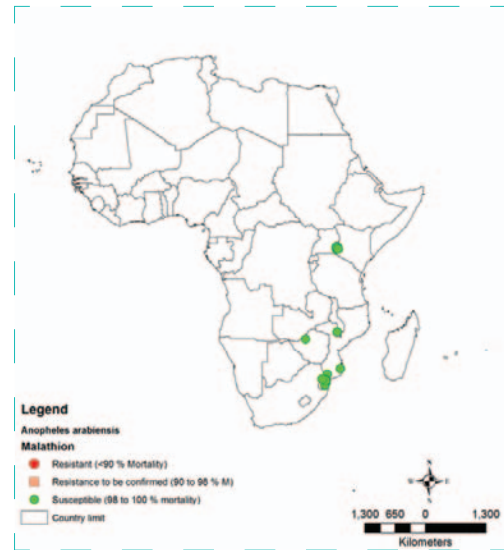 Legend
Anopheles arabiensis
Malathion
Resistant (<90 % Mortality)
Resistance to be confirmed (90 to 98 % M)
Susceptible (98 to 100 % mortality)
Country limit
N
S
E
1,300 650 0 1,300
Kilometers